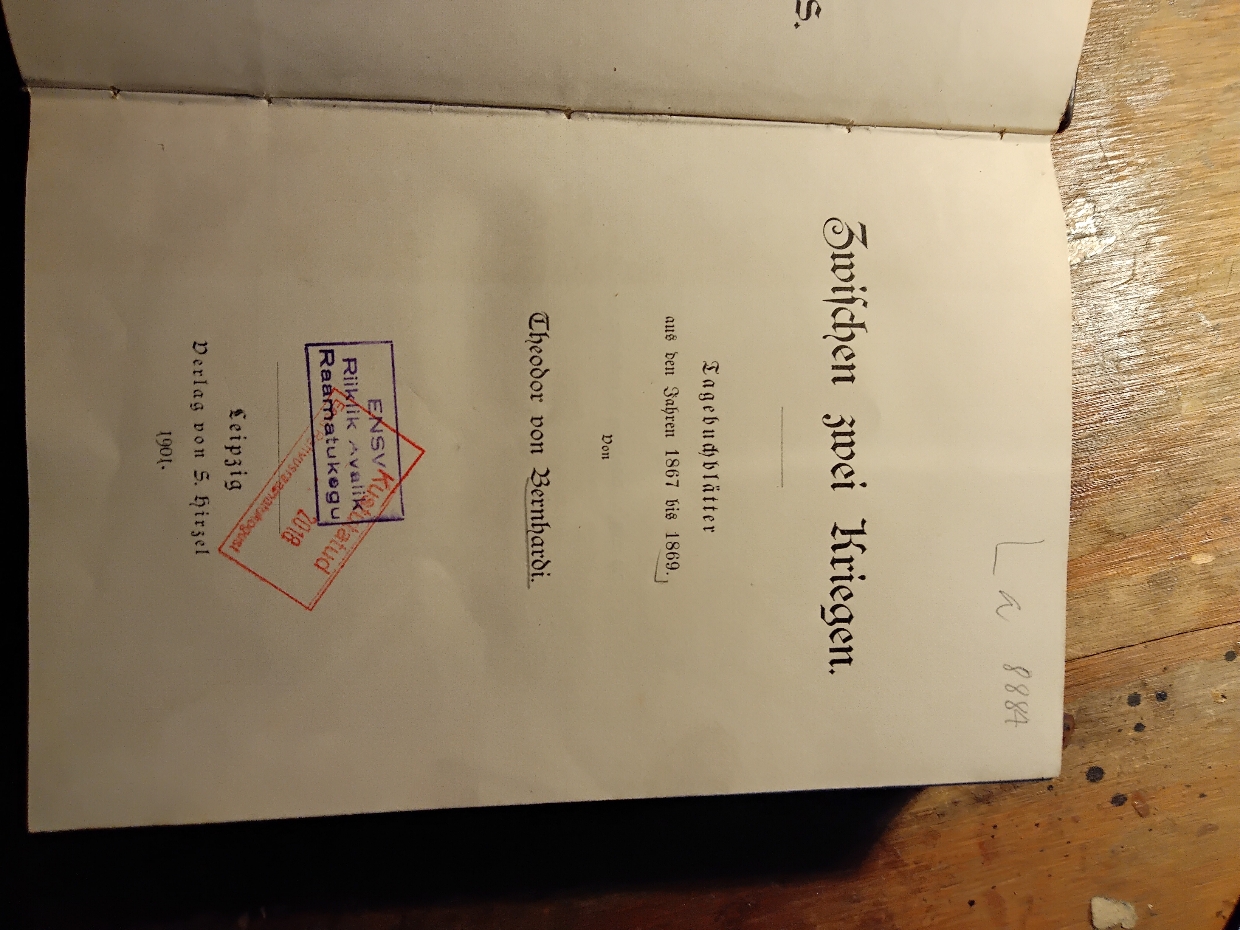 S.
L a 8884
Zwischen zwei Kriegen.
Tagebuchblätter
aus den Jahren 1867 bis 1869.
Von
Theodor von Bernhardi.
ENSV
Riiklik Avalik
Raamatukogu
Kustutatud
2018
Leipzig
Verlag von S. Hirzel
1901.